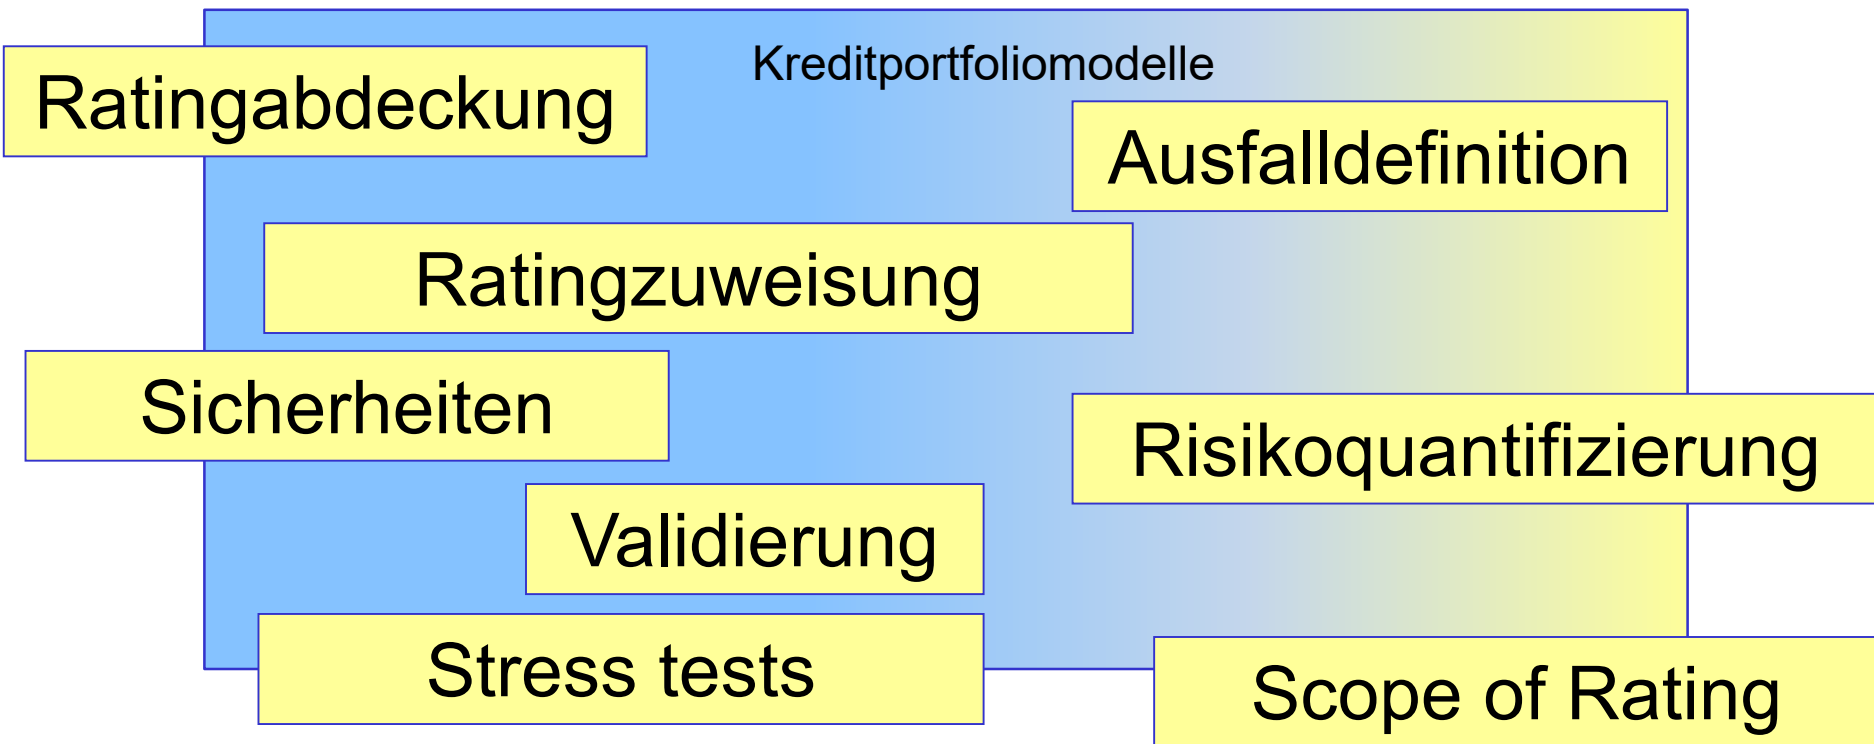 Kreditportfoliomodelle
Ratingabdeckung
Ausfalldefinition
Ratingzuweisung
Sicherheiten
Risikoquantifizierung
Validierung
Stress tests
Scope of Rating